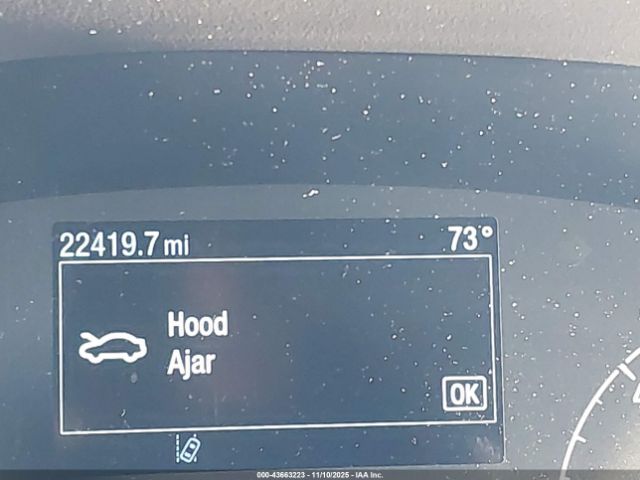 22419.7 mi 73°
Hood
Ajar
OK
000-43663223 - 11/10/2025 - IAA Inc.